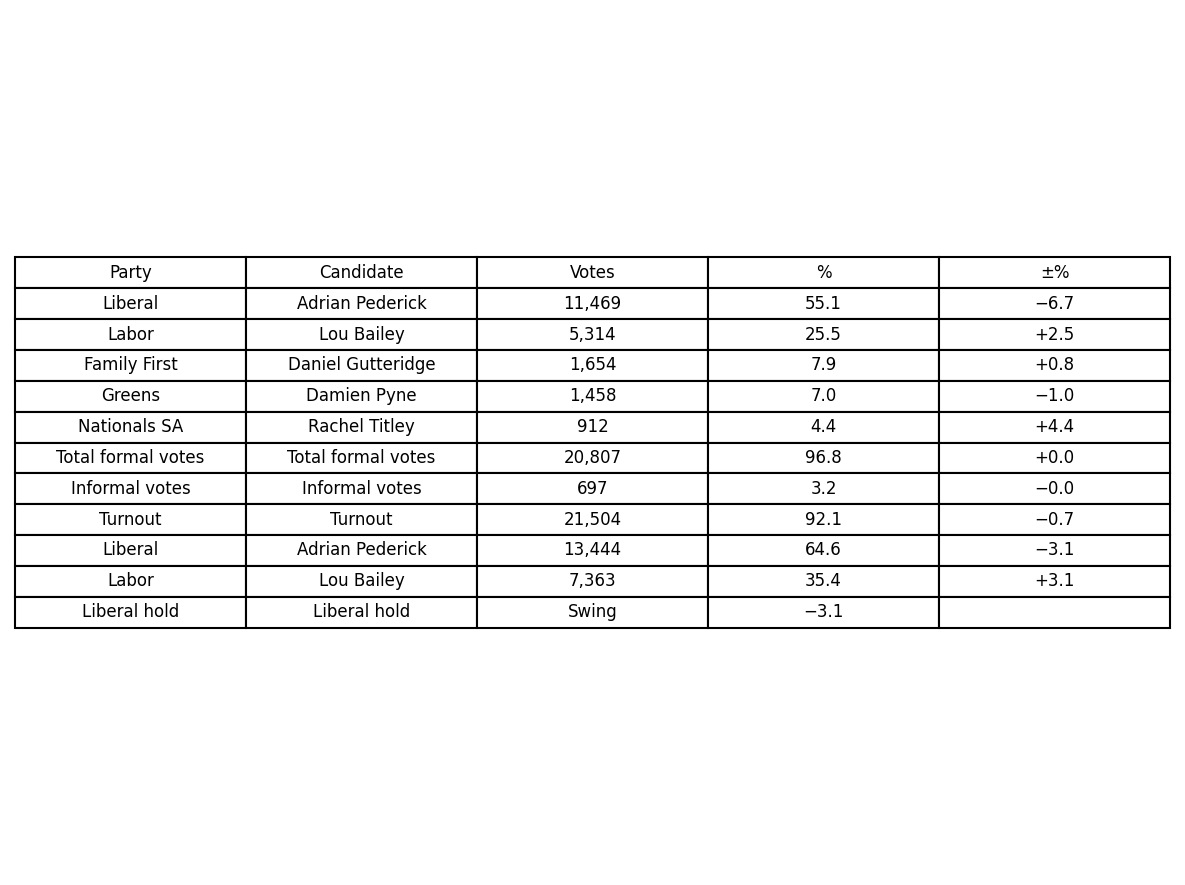 Party Candidate Votes % ±%
Liberal Adrian Pederick 11,469 55.1 −6.7
Labor Lou Bailey 5,314 25.5 +2.5
Family First Daniel Gutteridge 1,654 7.9 +0.8
Greens Damien Pyne 1,458 7.0 −1.0
Nationals SA Rachel Titley 912 4.4 +4.4
Total formal votes Total formal votes 20,807 96.8 +0.0
Informal votes Informal votes 697 3.2 −0.0
Turnout Turnout 21,504 92.1 −0.7
Liberal Adrian Pederick 13,444 64.6 −3.1
Labor Lou Bailey 7,363 35.4 +3.1
Liberal hold Liberal hold Swing −3.1